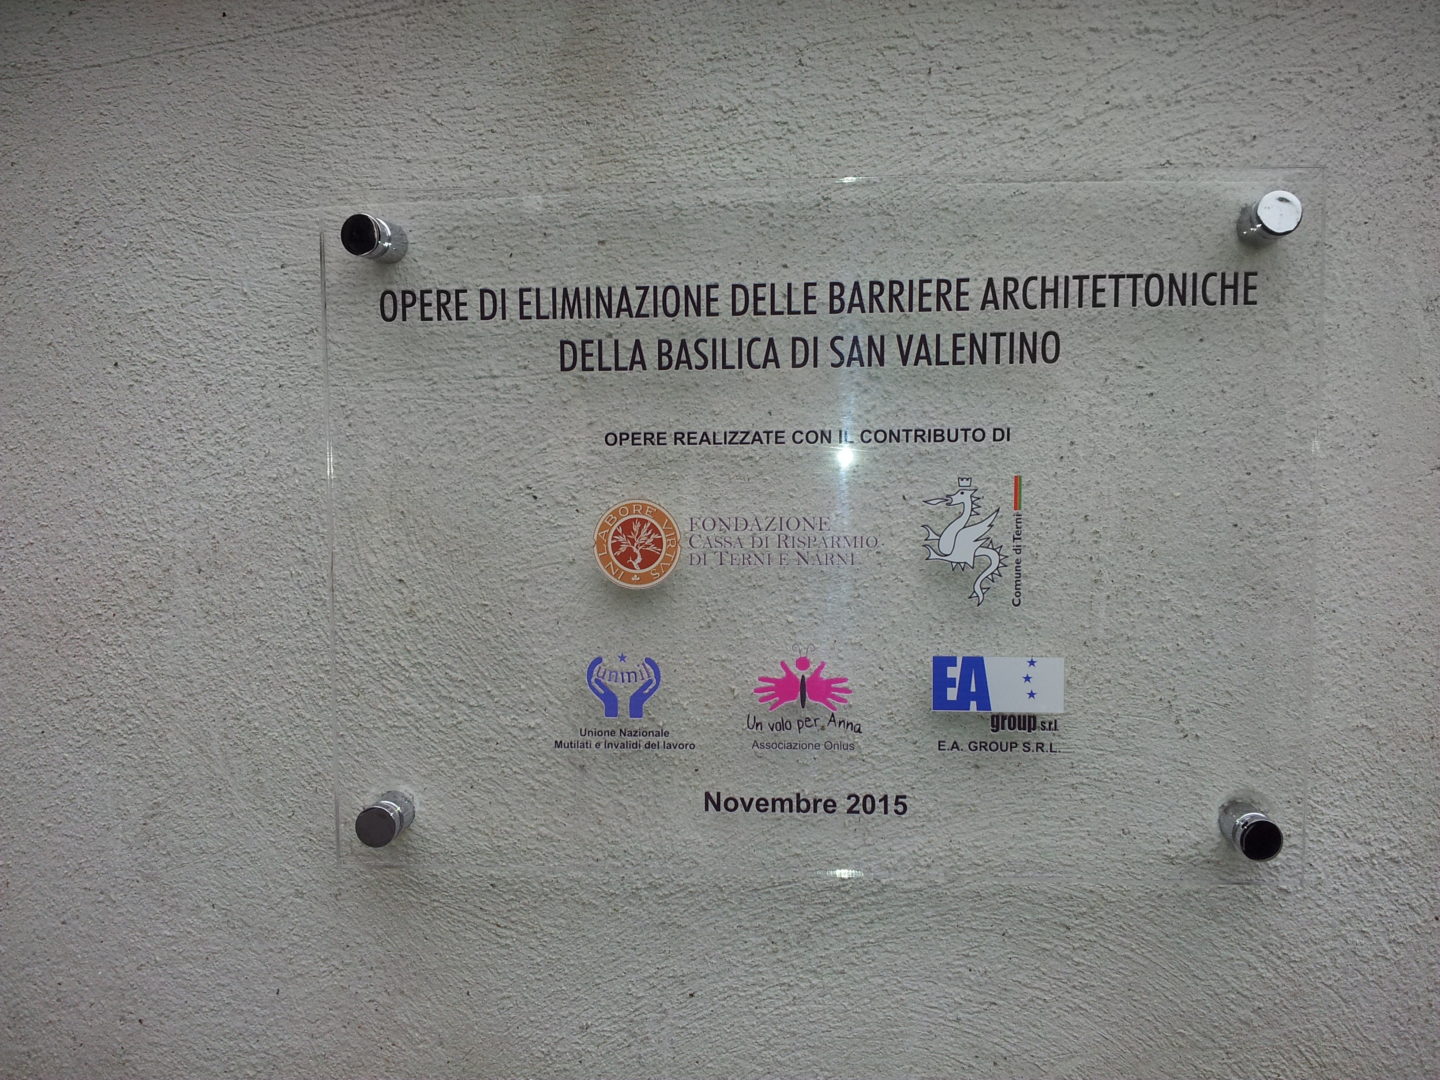 OPERE DI ELIMINAZIONE DELLE BARRIERE ARCHITETTONICHE
DELLA BASILICA DI SAN VALENTINO
OPERE REALIZZATE CON IL CONTRIBUTO DI
IN LABORE VIRTUS
FONDAZIONE
CASSA DI RISPARMIO
DI TERNI E NARNI
Comune di Terni
unmil
Unione Nazionale
Mutilati e Invalidi del lavoro
Un volo per Anna
Associazione Onlus
EA
group s.r.l.
E.A. GROUP S.R.L.
Novembre 2015